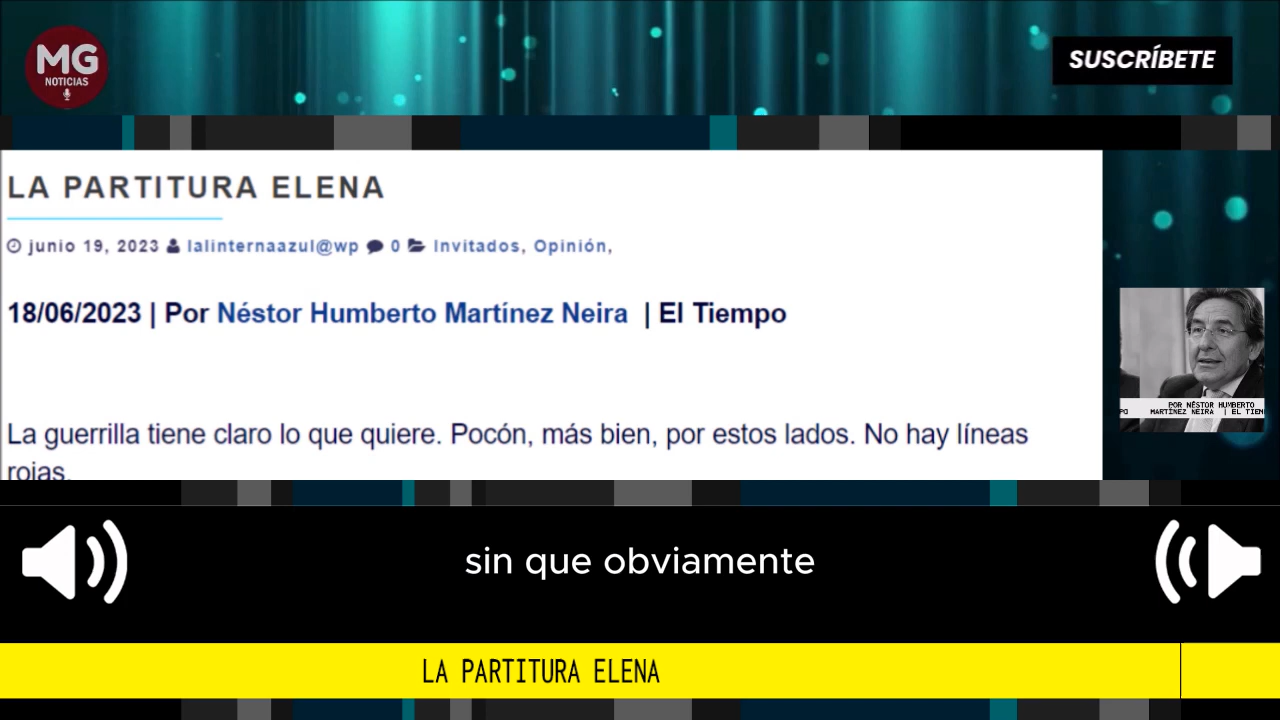 MG
NOTICIAS
SUSCRÍBETE
LA PARTITURA ELENA
junio 19, 2023 lalinternaazul@wp 0 Invitados, Opinión,
18/06/2023 | Por Néstor Humberto Martínez Neira | El Tiempo
La guerrilla tiene claro lo que quiere. Pocón, más bien, por estos lados. No hay líneas
rojas.
POR NÉSTOR HUMBERTO
PO MARTÍNEZ NEIRA | EL TIEM
sin que obviamente
LA PARTITURA ELENA